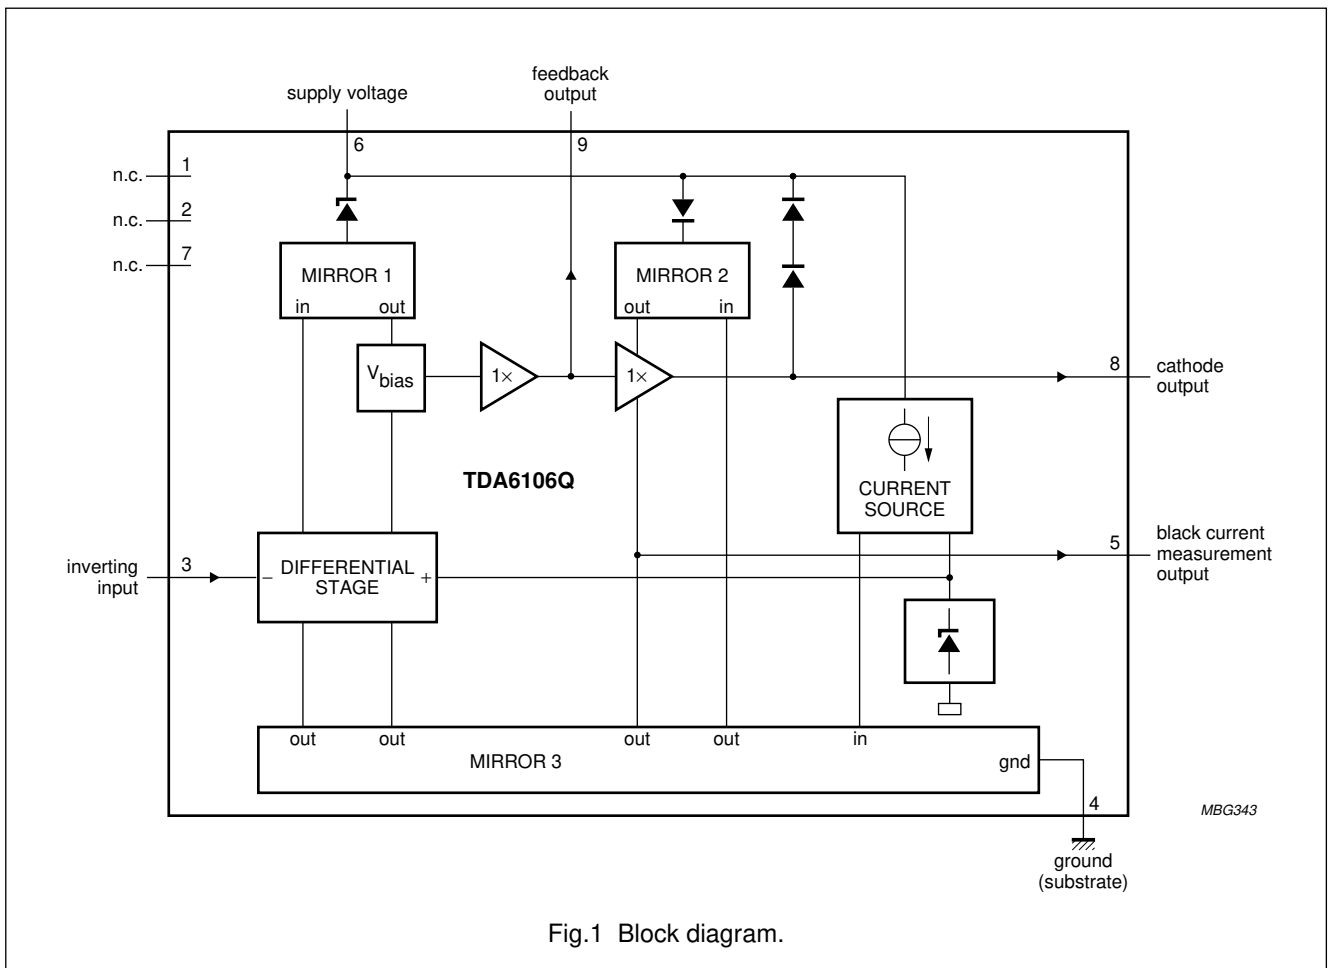 feedback
output
supply voltage
6
9
n.c. 1
n.c. 2
n.c. 7
MIRROR 1
in out
MIRROR 2
out in
Vbias
1×
1×
8
cathode
output
TDA6106Q
CURRENT
SOURCE
inverting
input
3
– DIFFERENTIAL +
STAGE
5
black current
measurement
output
out out out out in
MIRROR 3
gnd
4
MBG343
ground
(substrate)
Fig.1 Block diagram.